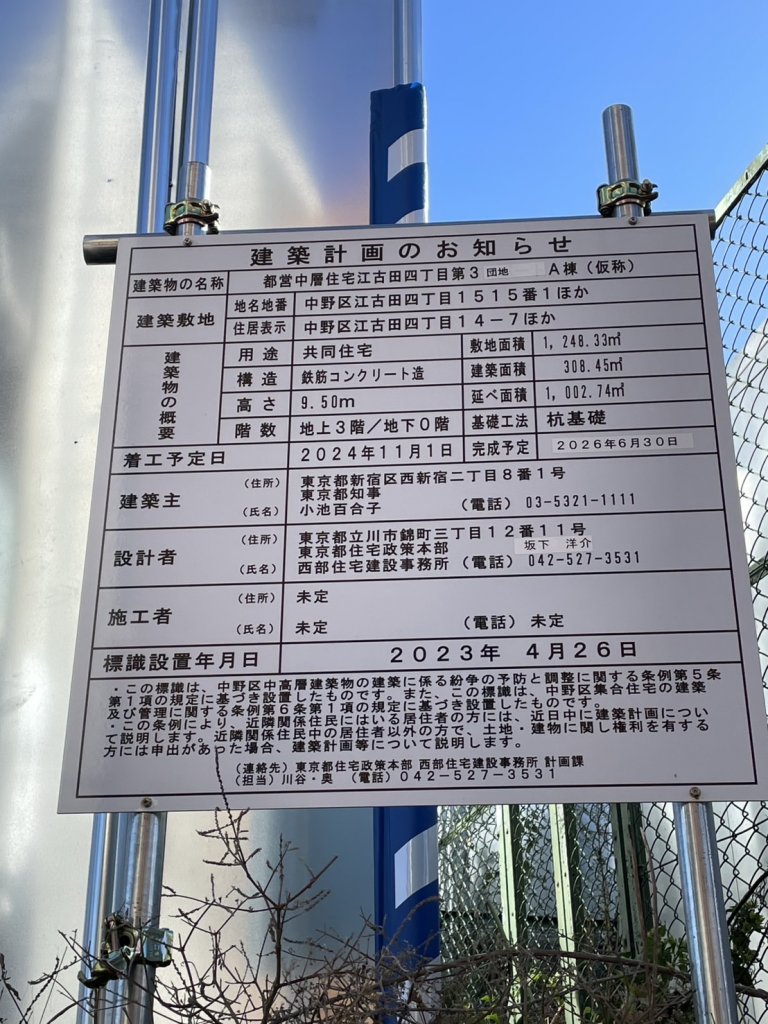 建築計画のお知らせ
建築物の名称 都営中層住宅江古田四丁目第3団地 A棟（仮称）
建築敷地 地名地番 中野区江古田四丁目1515番1ほか
住居表示 中野区江古田四丁目14－7ほか
建築物の概要 用途 共同住宅 敷地面積 1,248.33㎡
構造 鉄筋コンクリート造 建築面積 308.45㎡
高さ 9.50m 延べ面積 1,002.74㎡
階数 地上3階／地下0階 基礎工法 杭基礎
着工予定日 2024年11月1日 完成予定 2026年6月30日
建築主 （住所） 東京都新宿区西新宿二丁目8番1号
東京都知事
（氏名） 小池百合子 （電話） 03-5321-1111
設計者 （住所） 東京都立川市錦町三丁目12番11号
東京都住宅政策本部 坂下 洋介
（氏名） 西部住宅建設事務所 （電話） 042-527-3531
施工者 （住所） 未定
（氏名） 未定 （電話） 未定
標識設置年月日 2023年 4月26日
・この標識は、中野区中高層建築物の建築に係る紛争の予防と調整に関する条例第5条
第1項の規定に基づき設置したものです。また、この標識は、中野区集合住宅の建築
及び管理に関する条例第6条第1項の規定に基づき設置したものです。
・この条例により、近隣関係住民にはいる居住者の方には、近日中に建築計画につい
て説明します。近隣関係住民中の居住者以外の方で、土地・建物に関し権利を有する
方には申出があった場合、建築計画等について説明します。
（連絡先）東京都住宅政策本部 西部住宅建設事務所 計画課
（担当）川谷・奥 （電話）042-527-3531